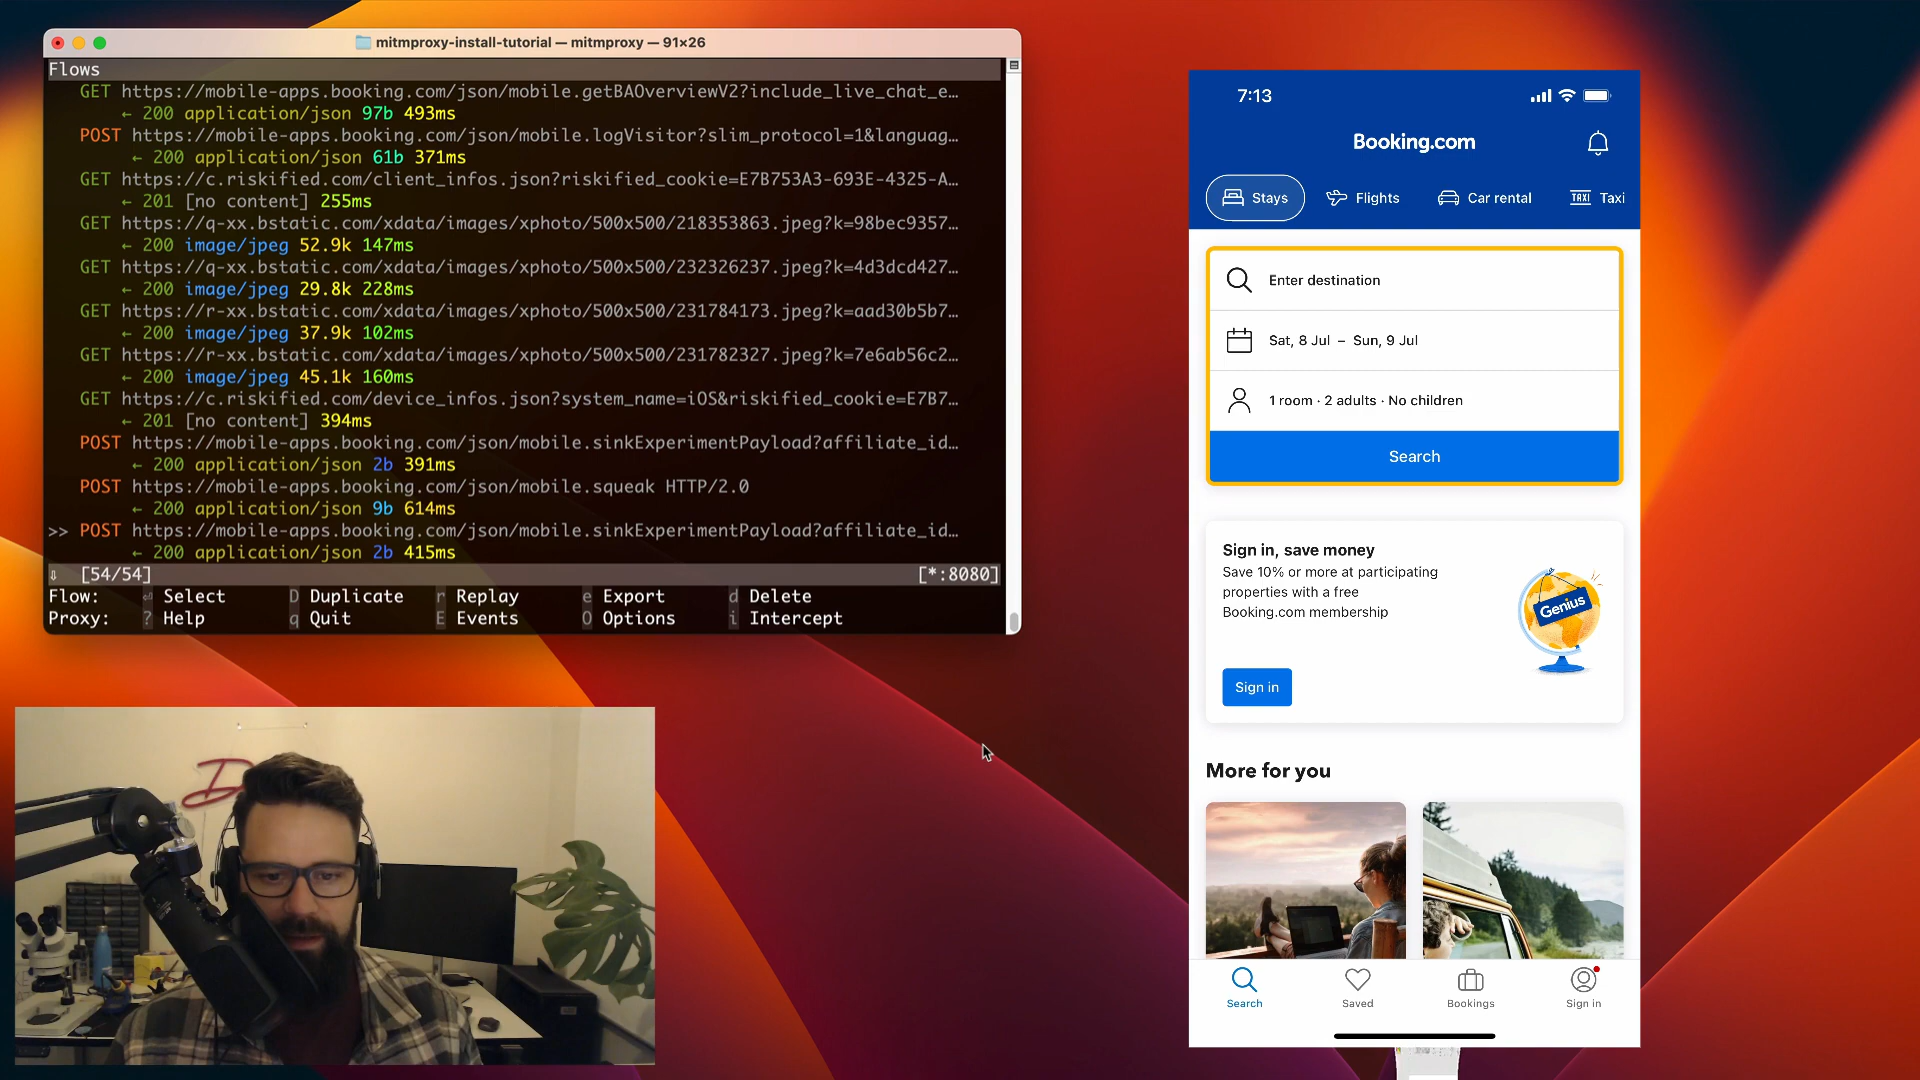 mitmproxy-install-tutorial — mitmproxy — 91×26
Flows
GET https://mobile-apps.booking.com/json/mobile.getBAOverviewV2?include_live_chat_e…
← 200 application/json 97b 493ms
POST https://mobile-apps.booking.com/json/mobile.logVisitor?slim_protocol=1&languag…
← 200 application/json 61b 371ms
GET https://c.riskified.com/client_infos.json?riskified_cookie=E7B753A3-693E-4325-A…
← 201 [no content] 255ms
GET https://q-xx.bstatic.com/xdata/images/xphoto/500x500/218353863.jpeg?k=98bec9357…
← 200 image/jpeg 52.9k 147ms
GET https://q-xx.bstatic.com/xdata/images/xphoto/500x500/232326237.jpeg?k=4d3dcd427…
← 200 image/jpeg 29.8k 228ms
GET https://r-xx.bstatic.com/xdata/images/xphoto/500x500/231784173.jpeg?k=aad30b5b7…
← 200 image/jpeg 37.9k 102ms
GET https://r-xx.bstatic.com/xdata/images/xphoto/500x500/231782327.jpeg?k=7e6ab56c2…
← 200 image/jpeg 45.1k 160ms
GET https://c.riskified.com/device_infos.json?system_name=iOS&riskified_cookie=E7B7…
← 201 [no content] 394ms
POST https://mobile-apps.booking.com/json/mobile.sinkExperimentPayload?affiliate_id…
← 200 application/json 2b 391ms
POST https://mobile-apps.booking.com/json/mobile.squeak HTTP/2.0
← 200 application/json 9b 614ms
>> POST https://mobile-apps.booking.com/json/mobile.sinkExperimentPayload?affiliate_id…
← 200 application/json 2b 415ms
⇩ [54/54] [*:8080]
Flow: ⏎ Select D Duplicate r Replay e Export d Delete
Proxy: ? Help q Quit E Events O Options i Intercept
7:13
Booking.com
Stays Flights Car rental TAXI Taxi
Enter destination
Sat, 8 Jul – Sun, 9 Jul
1 room · 2 adults · No children
Search
Sign in, save money
Save 10% or more at participating
properties with a free
Booking.com membership
Genius
Sign in
More for you
Search Saved Bookings Sign in